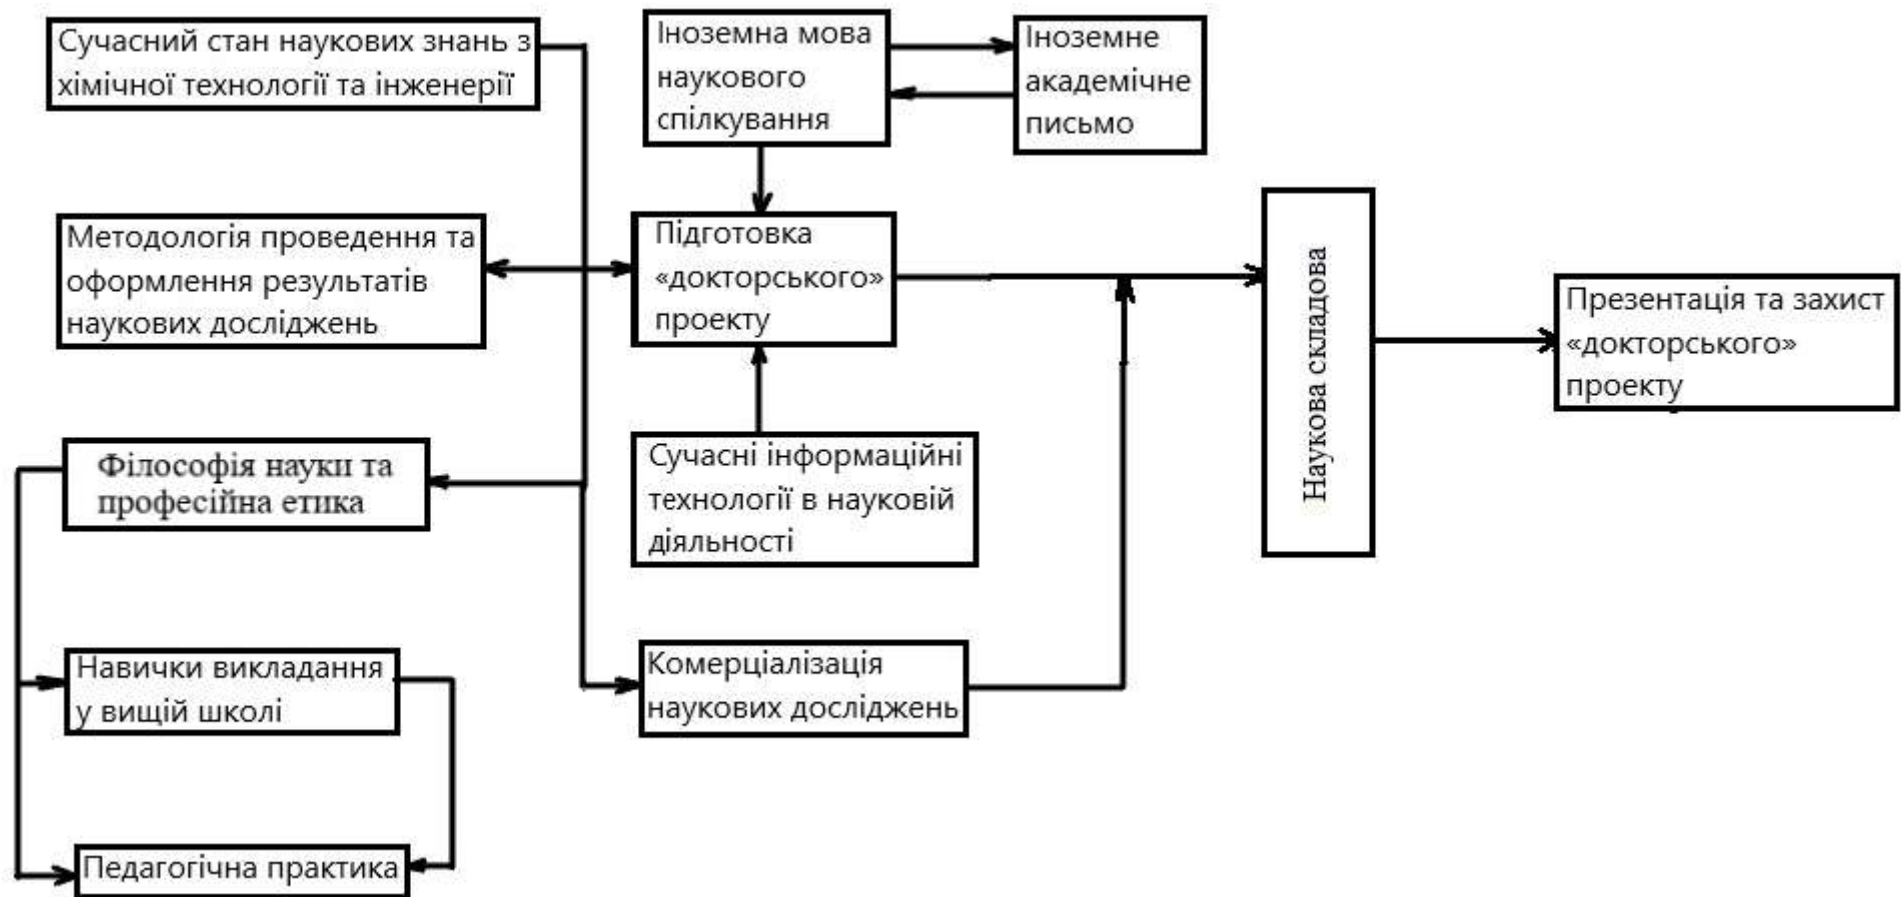 Сучасний стан наукових знань з
хімічної технології та інженерії
Іноземна мова
наукового
спілкування
Іноземне
академічне
письмо
Методологія проведення та
оформлення результатів
наукових досліджень
Підготовка
«докторського»
проекту
Наукова складова
Презентація та захист
«докторського»
проекту
Філософія науки та
професійна етика
Сучасні інформаційні
технології в науковій
діяльності
Навички викладання
у вищій школі
Комерціалізація
наукових досліджень
Педагогічна практика